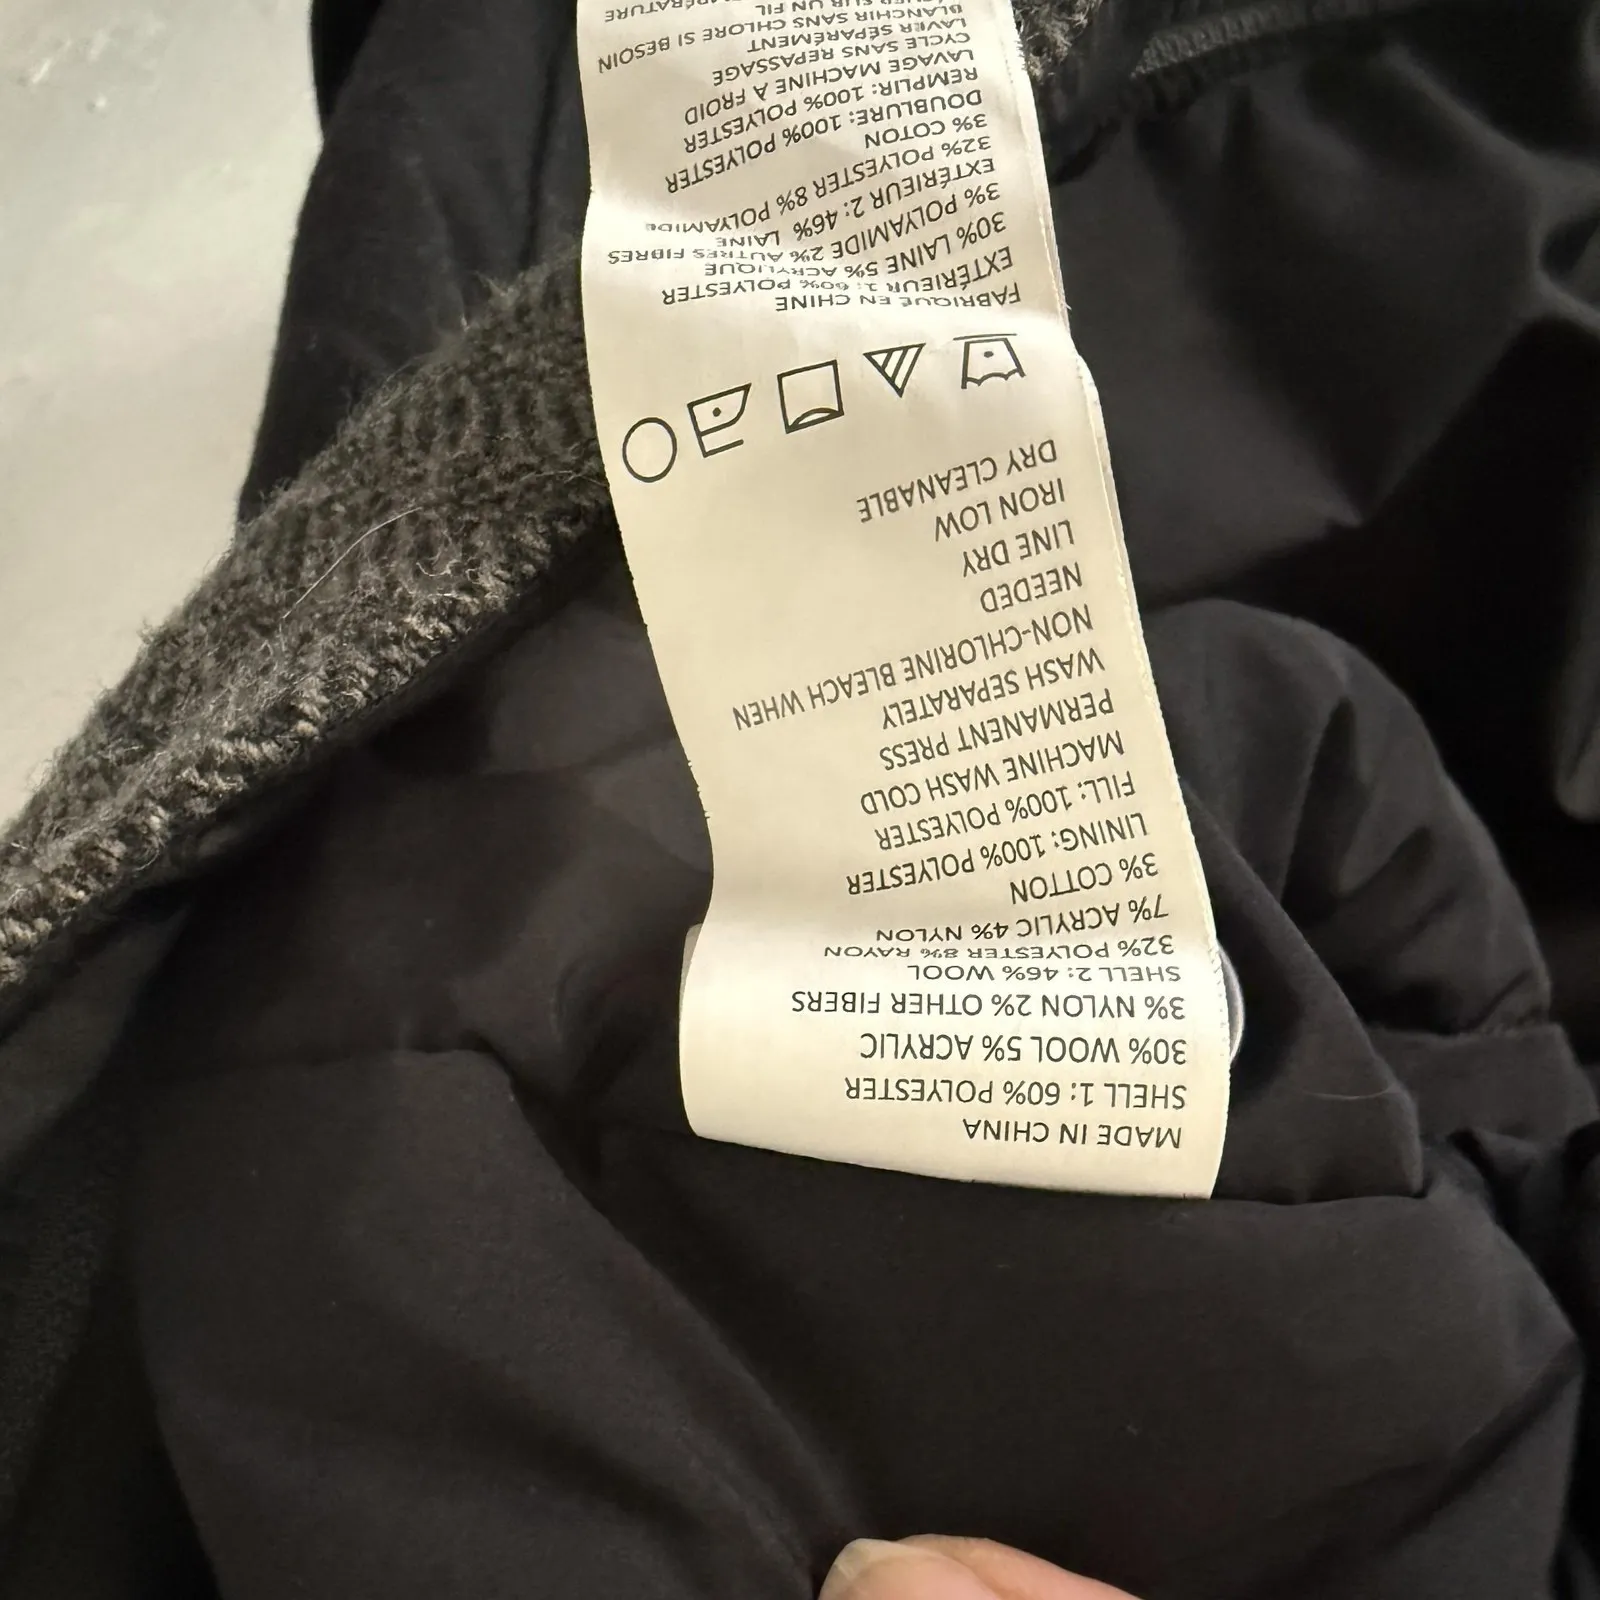 MADE IN CHINA
SHELL 1: 60% POLYESTER
30% WOOL 5% ACRYLIC
3% NYLON 2% OTHER FIBERS
SHELL 2: 46% WOOL
32% POLYESTER 8% RAYON
7% ACRYLIC 4% NYLON
3% COTTON
LINING: 100% POLYESTER
FILL: 100% POLYESTER
MACHINE WASH COLD
PERMANENT PRESS
WASH SEPARATELY
NON-CHLORINE BLEACH WHEN
NEEDED
LINE DRY
IRON LOW
DRY CLEANABLE
FABRIQUE EN CHINE
EXTÉRIEUR 1: 60% POLYESTER
30% LAINE 5% ACRYLIQUE
3% POLYAMIDE 2% AUTRES FIBRES
EXTÉRIEUR 2: 46% LAINE
32% POLYESTER 8% POLYAMIDE
3% COTON
DOUBLURE: 100% POLYESTER
REMPLIR: 100% POLYESTER
LAVAGE MACHINE A FROID
CYCLE SANS REPASSAGE
LAVER SÉPARÉMENT
BLANCHIR SANS CHLORE SI BESOIN
SUR UN FIL